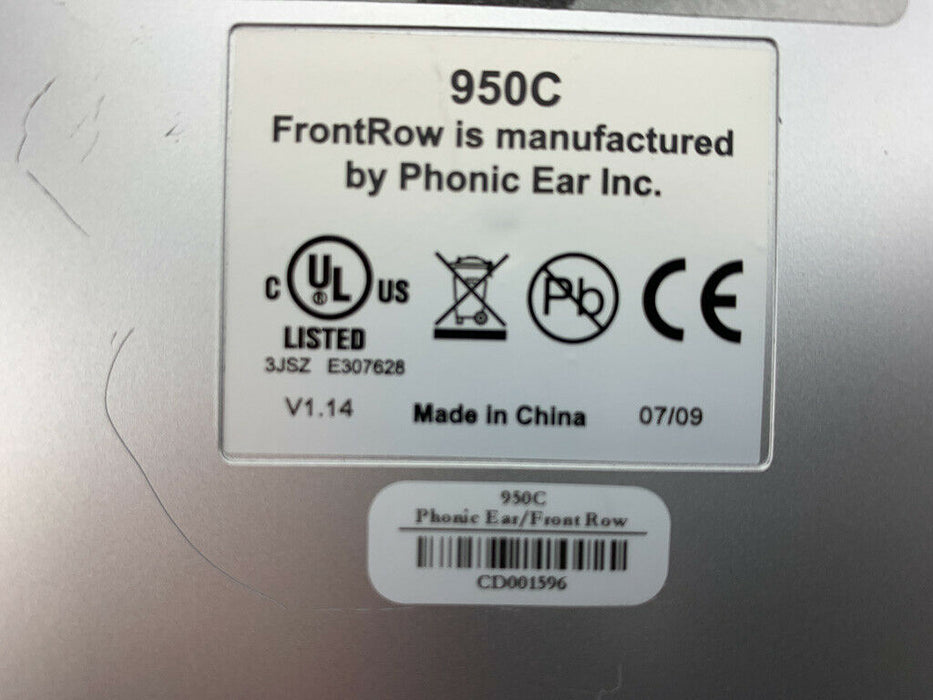 950C
FrontRow is manufactured
by Phonic Ear Inc.
C UL® US Pb CE
LISTED
3JSZ E307628
V1.14 Made in China 07/09
950C
Phonic Ear/Front Row
CD001596